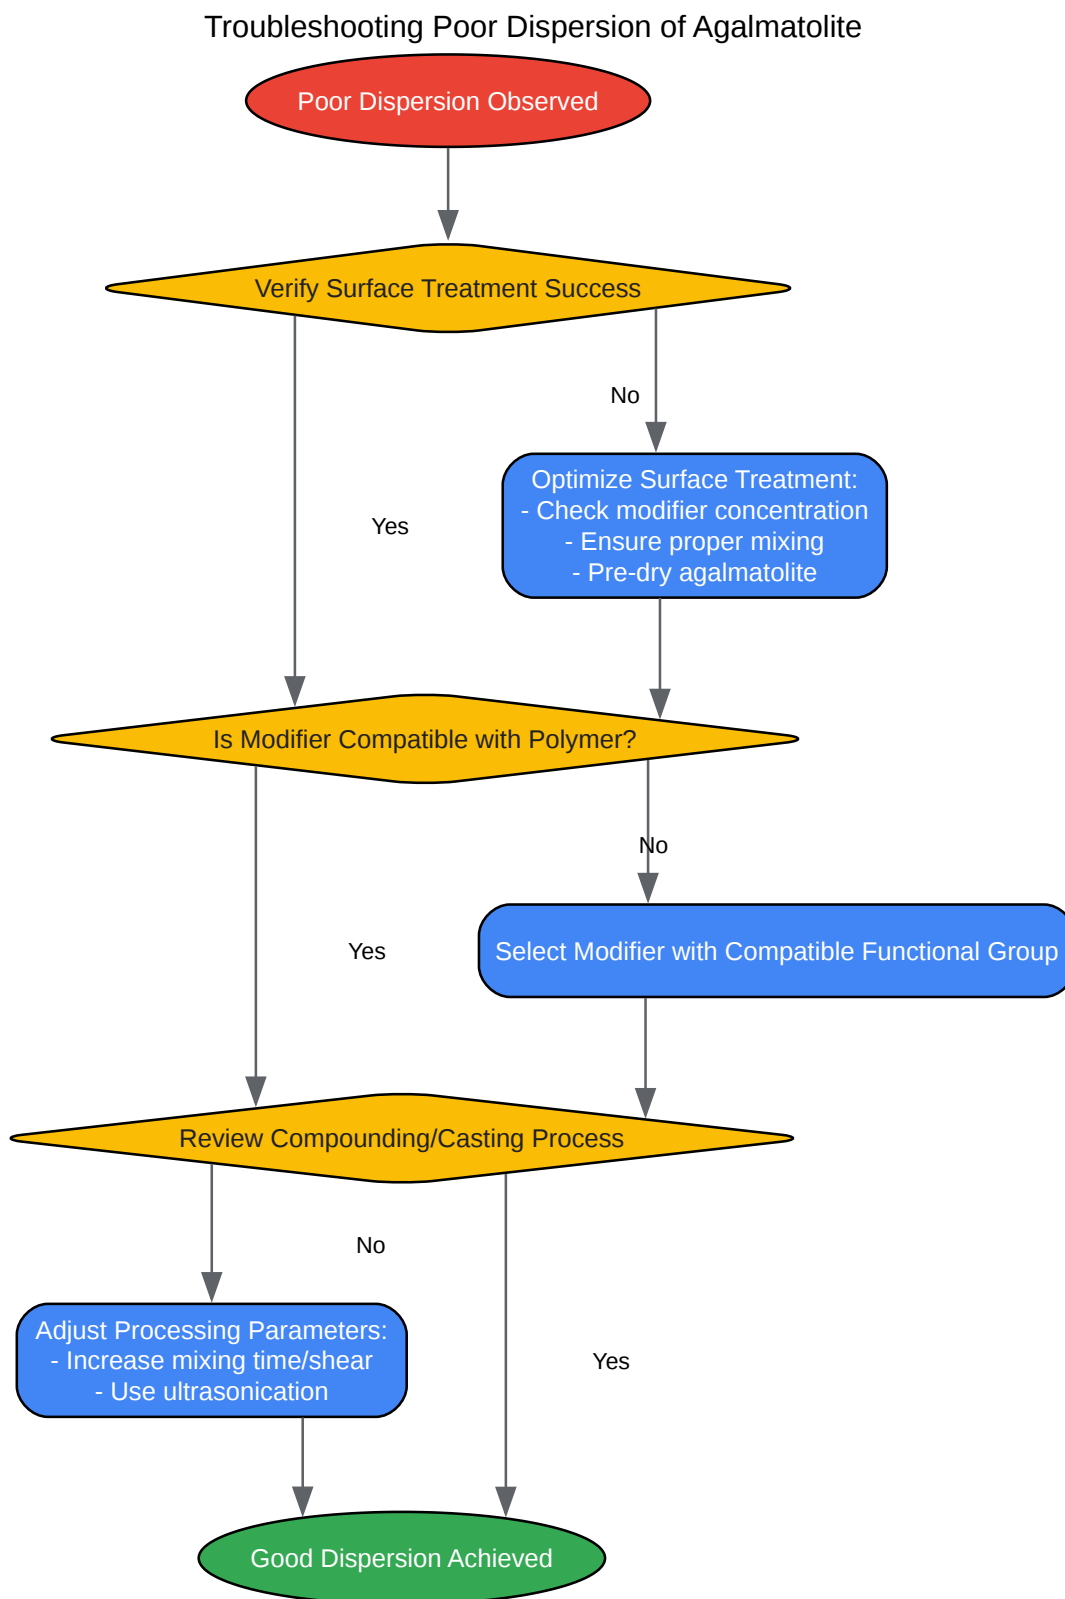 Troubleshooting Poor Dispersion of Agalmatolite
Poor Dispersion Observed
Verify Surface Treatment Success
No
Optimize Surface Treatment:
- Check modifier concentration
- Ensure proper mixing
- Pre-dry agalmatolite
Yes
Is Modifier Compatible with Polymer?
No
Select Modifier with Compatible Functional Group
Yes
Review Compounding/Casting Process
No
Adjust Processing Parameters:
- Increase mixing time/shear
- Use ultrasonication
Yes
Good Dispersion Achieved